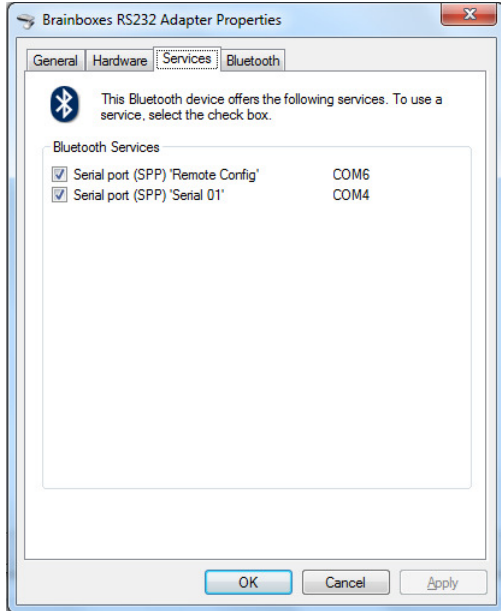 Brainboxes RS232 Adapter Properties
General Hardware Services Bluetooth
This Bluetooth device offers the following services. To use a
service, select the check box.
Bluetooth Services
Serial port (SPP) 'Remote Config' COM6
Serial port (SPP) 'Serial 01' COM4
OK Cancel Apply